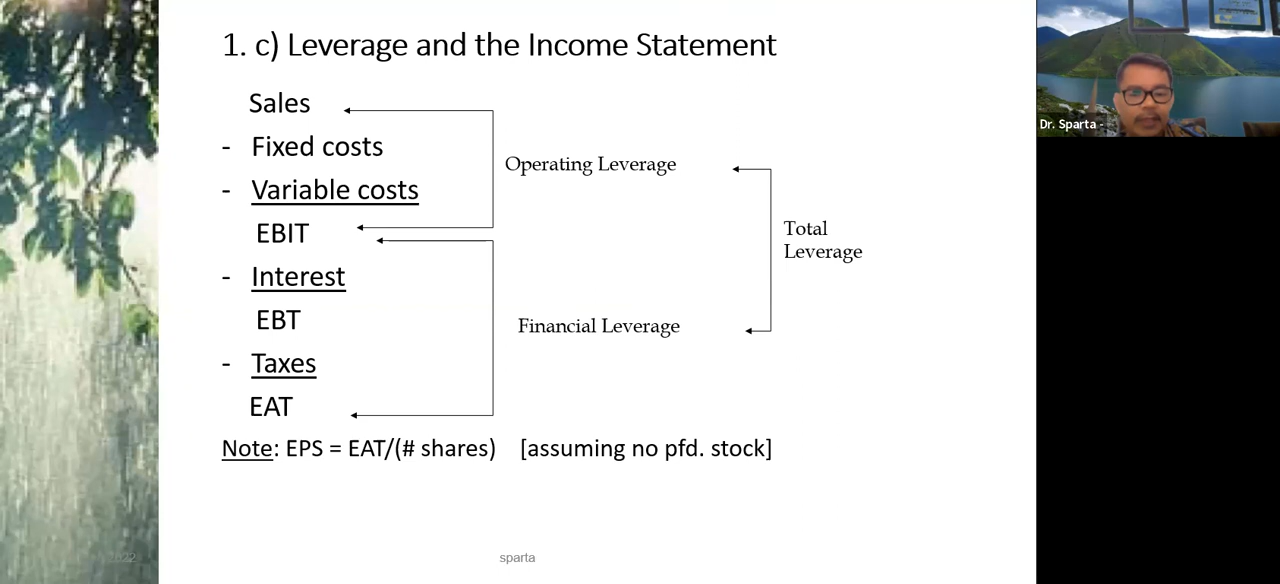 1. c) Leverage and the Income Statement
Sales
- Fixed costs
- Variable costs
EBIT
- Interest
EBT
- Taxes
EAT
Operating Leverage
Financial Leverage
Total
Leverage
Note: EPS = EAT/(# shares) [assuming no pfd. stock]
sparta
Dr. Sparta -